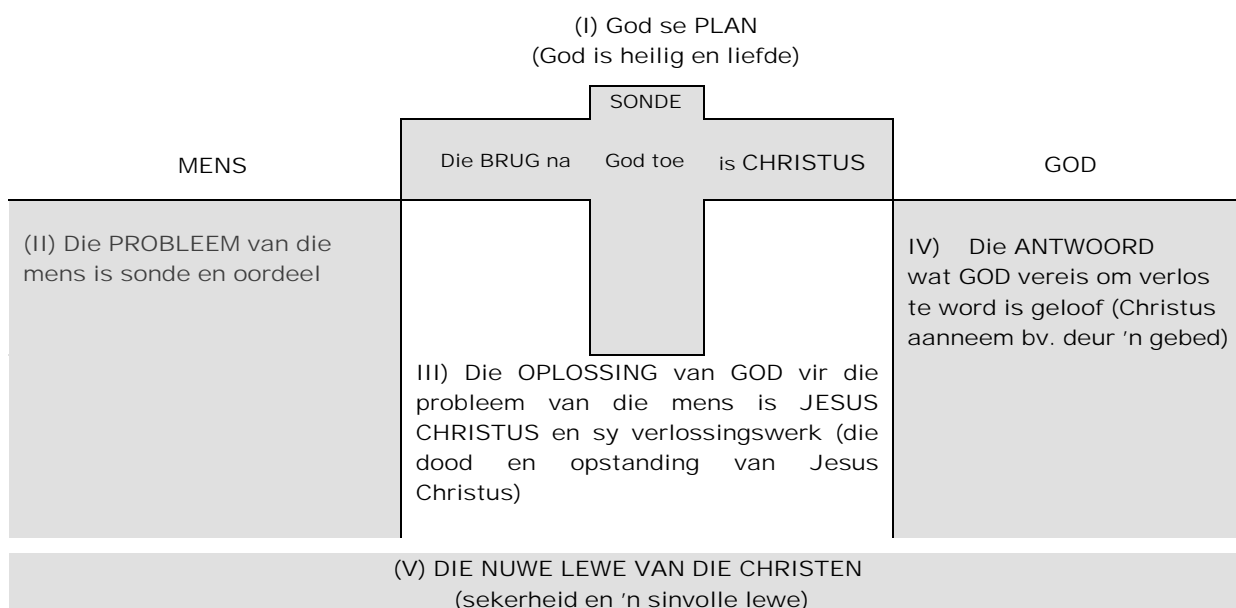 (I) God se PLAN
(God is heilig en liefde)
SONDE
MENS
Die BRUG na God toe is CHRISTUS
GOD
(II) Die PROBLEEM van die
mens is sonde en oordeel
IV) Die ANTWOORD
wat GOD vereis om verlos
te word is geloof (Christus
aanneem bv. deur 'n gebed)
III) Die OPLOSSING van GOD vir die
probleem van die mens is JESUS
CHRISTUS en sy verlossingswerk (die
dood en opstanding van Jesus
Christus)
(V) DIE NUWE LEWE VAN DIE CHRISTEN
(sekerheid en 'n sinvolle lewe)